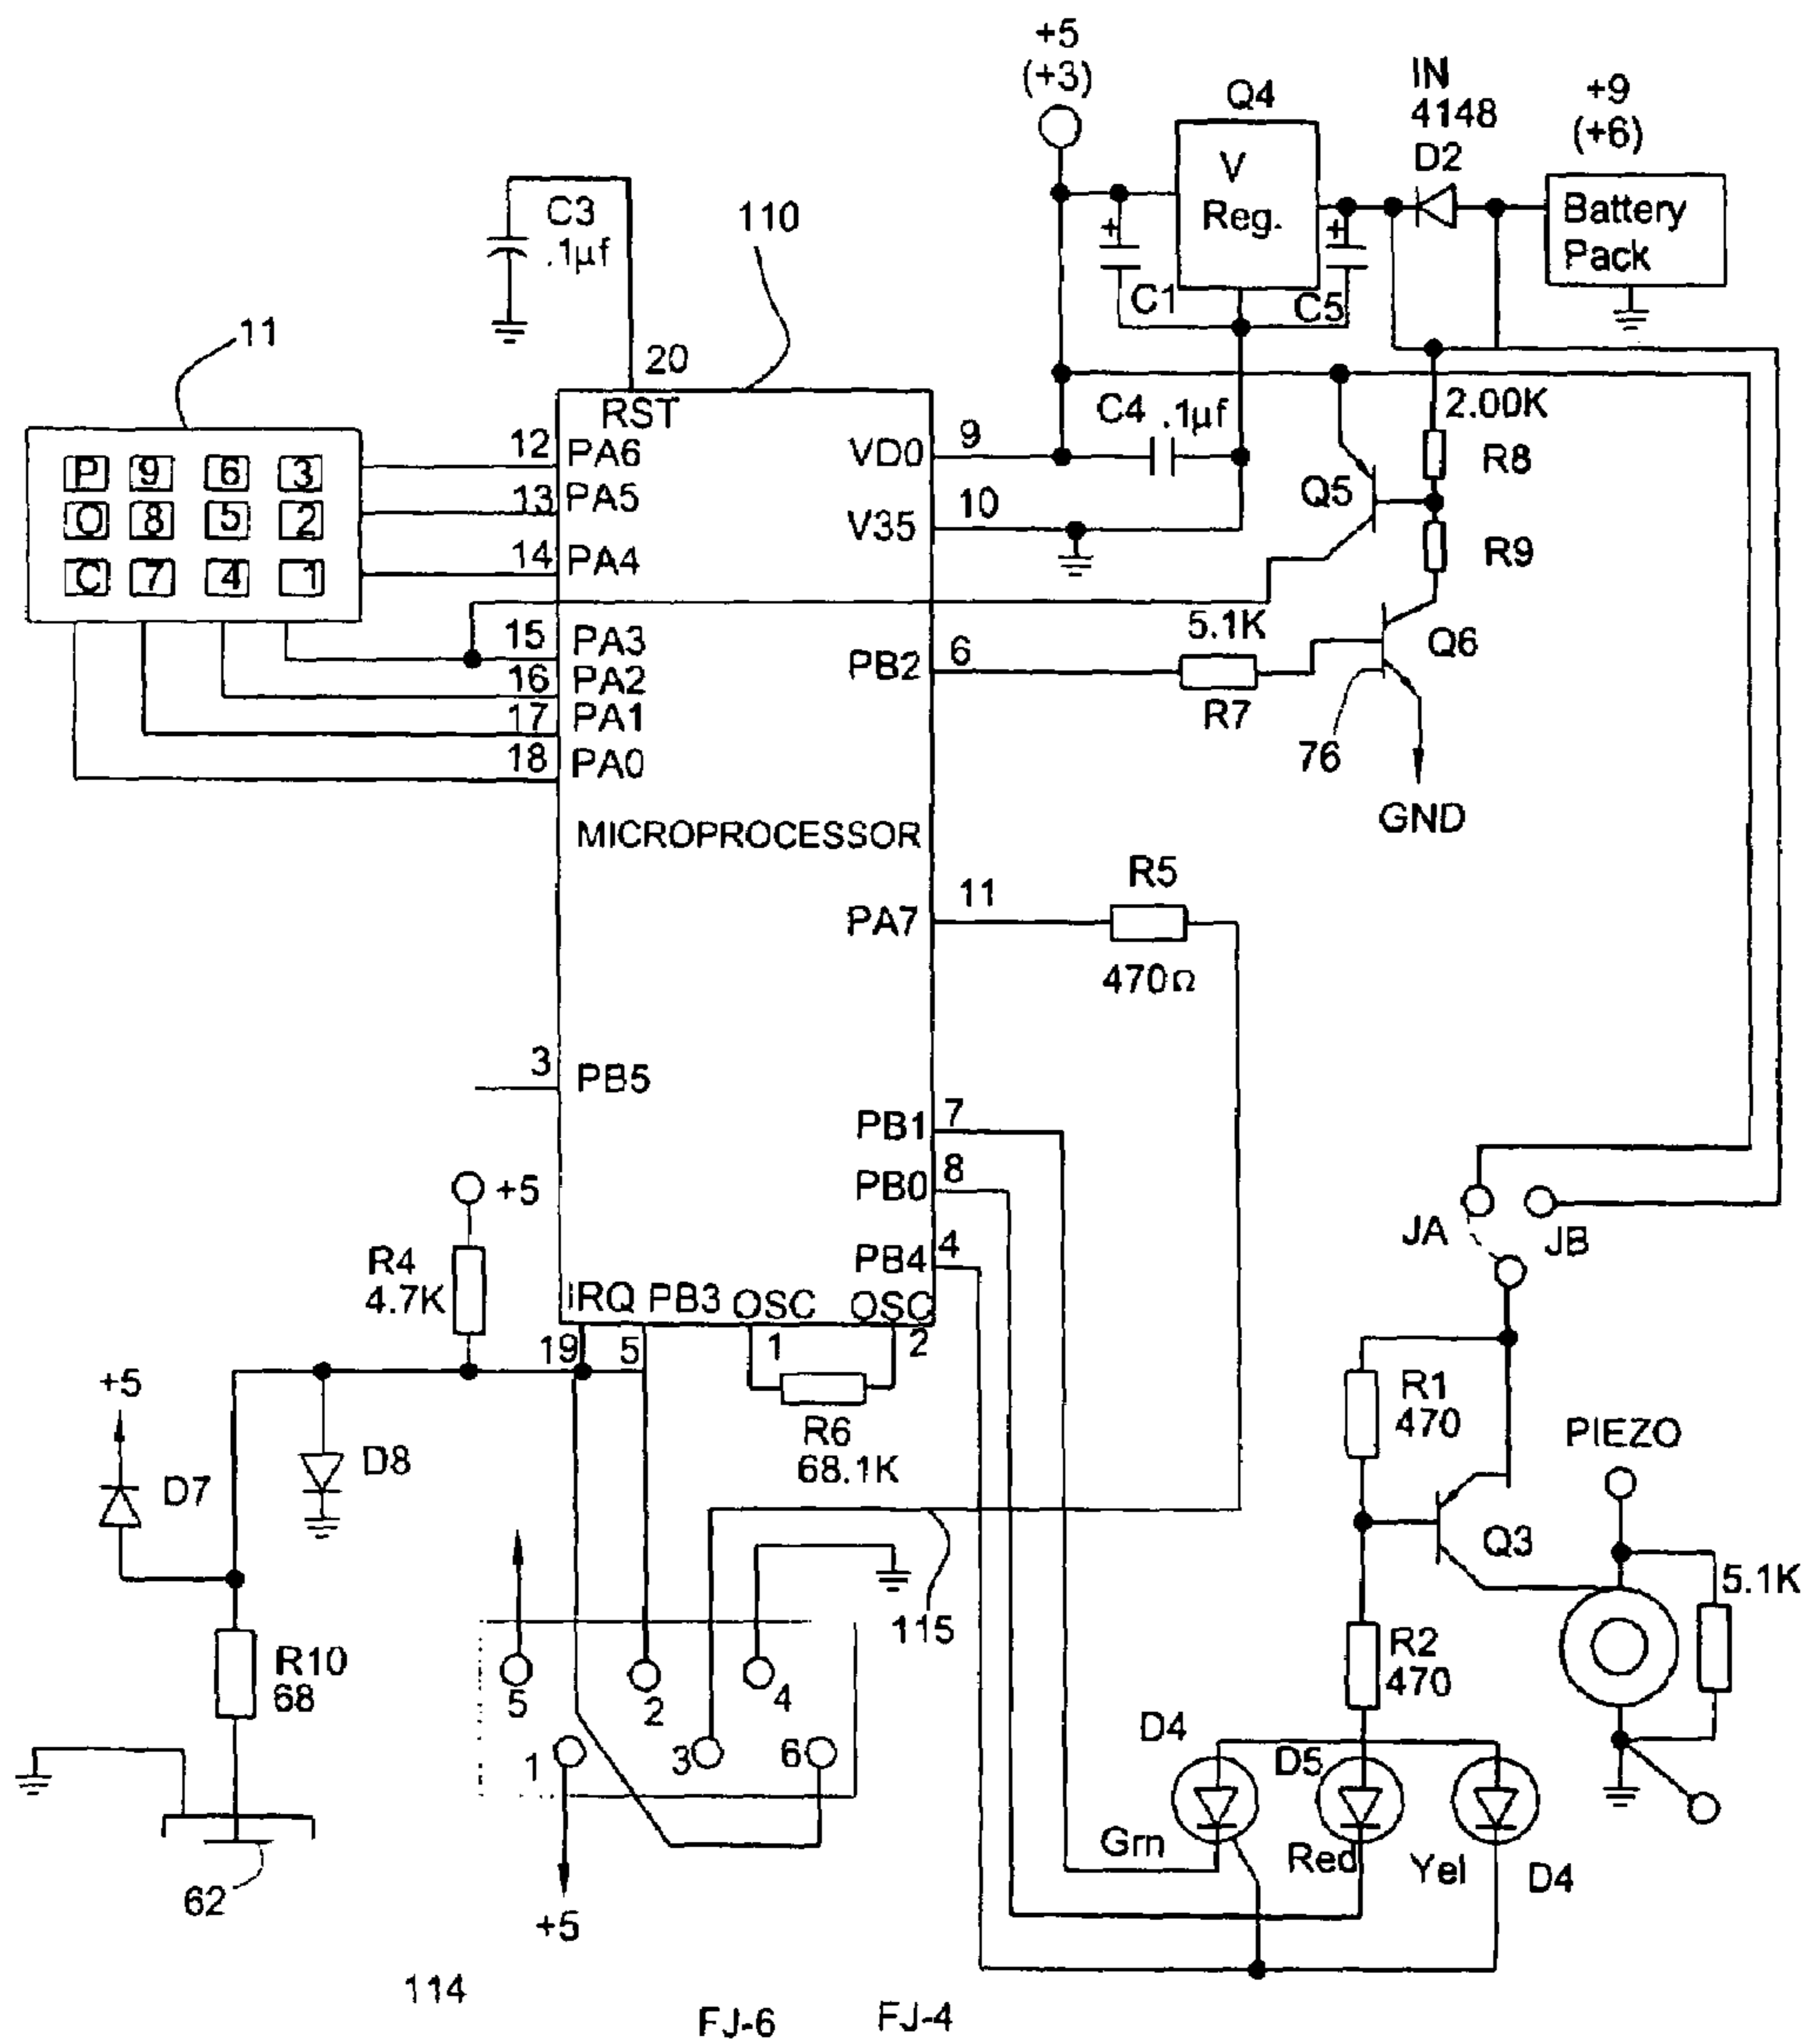 +5
(+3)
Q4
IN
4148
D2
+9
(+6)
V
Reg.
Battery
Pack
+
C1
+
C5
C3
.1µf
110
11
20
RST
P 9 6 3
O 8 5 2
C 7 4 1
12 PA6
13 PA5
14 PA4
15 PA3
16 PA2
17 PA1
18 PA0
VD0 9
C4 .1µf
V35 10
2.00K
R8
Q5
R9
5.1K
PB2 6
R7
Q6
76
GND
MICROPROCESSOR
PA7 11
R5
470Ω
3 PB5
PB1 7
PB0 8
PB4 4
+5
R4
4.7K
IRQ PB3 OSC OSC
19 5 1 2
R6
68.1K
JA JB
+5
D7
D8
R1
470
PIEZO
Q3
5.1K
115
R10
68
5 2 4
1 3 6
R2
470
D4
D5
Grn
Red
Yel
D4
62
+5
114
FJ-6 FJ-4